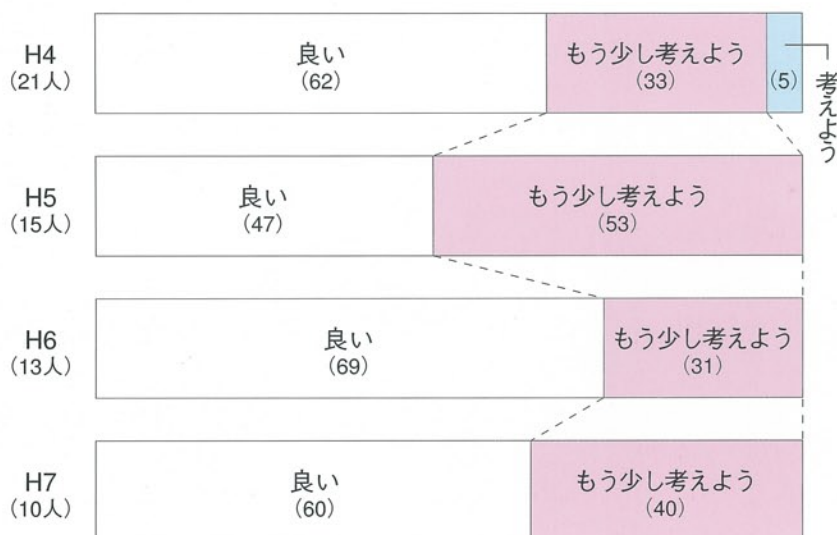 H4
(21人)
良い
(62)
もう少し考えよう
(33)
(5)
考えよう
H5
(15人)
良い
(47)
もう少し考えよう
(53)
H6
(13人)
良い
(69)
もう少し考えよう
(31)
H7
(10人)
良い
(60)
もう少し考えよう
(40)